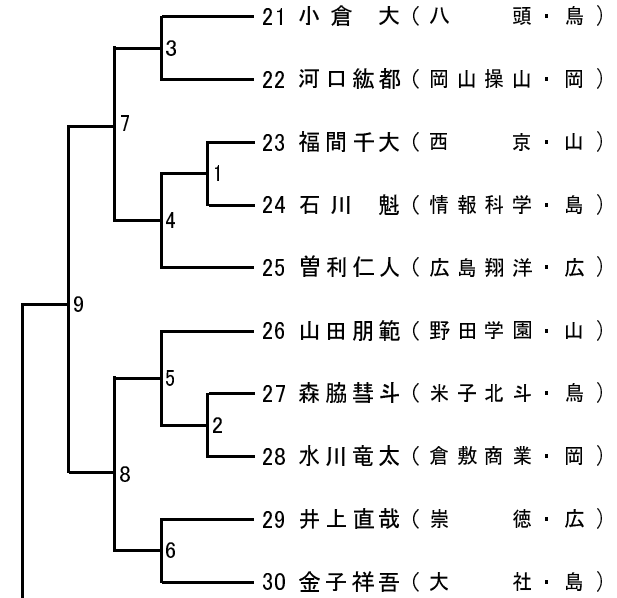 21 小倉 大 (八 頭・鳥)
3
22 河口紘都 (岡山操山・岡)
7
23 福間千大 (西 京・山)
1
24 石川 魁 (情報科学・島)
4
25 曽利仁人 (広島翔洋・広)
9
26 山田朋範 (野田学園・山)
5
27 森脇彗斗 (米子北斗・鳥)
2
28 水川竜太 (倉敷商業・岡)
8
29 井上直哉 (崇 徳・広)
6
30 金子祥吾 (大 社・島)